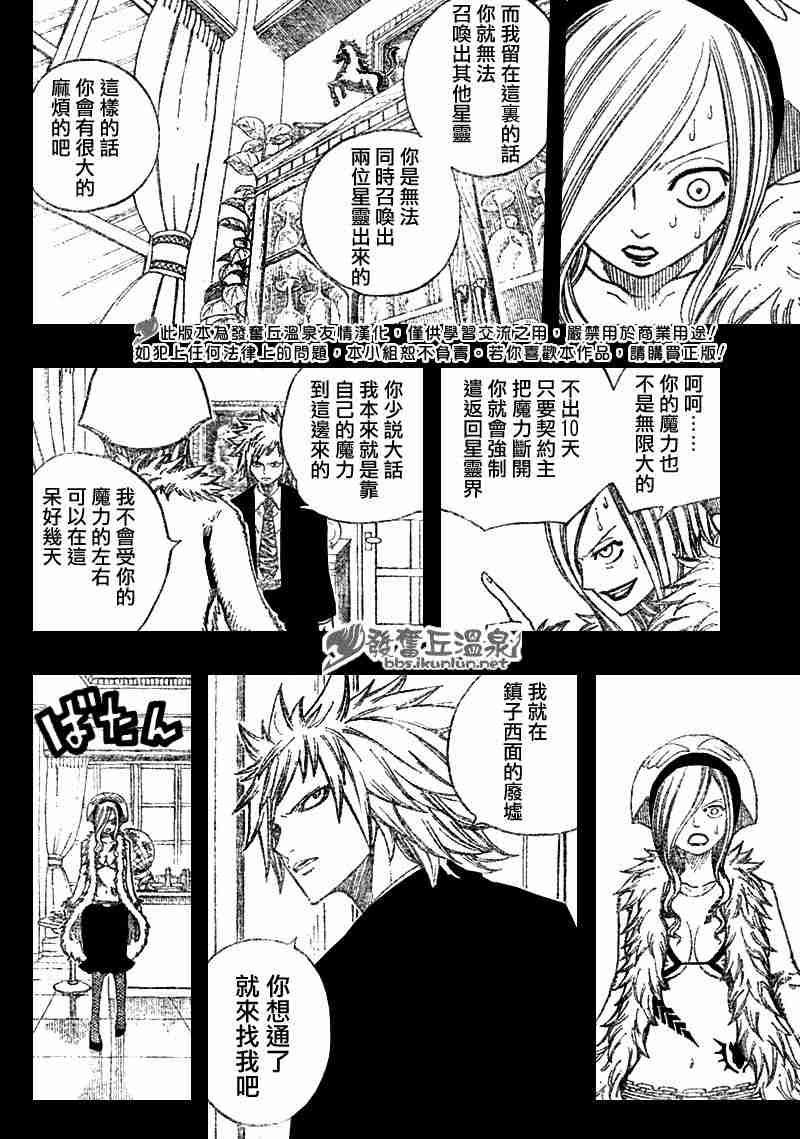 而我留在這裏的話
你就無法
召喚出其他星靈
你是無法
同時召喚出
兩位星靈出來的
這樣的話
你會有很大的
麻煩的吧
此版本為發奮丘溫泉友情漢化，僅供學習交流之用，嚴禁用於商業用途！
如犯上任何法律上的問題，本小組恕不負責。若你喜歡本作品，請購買正版！
呵呵……
你的魔力也
不是無限大的
不出10天
只要契約主
把魔力斷開
你就會強制
遣返回星靈界
你少説大話
我本來就是靠
自己的魔力
到這邊來的
我不會受你的
魔力的左右
可以在這
呆好幾天
發奮丘溫泉
bbs.ikunlun.net
我就在
鎮子西面的廢墟
你想通了
就來找我吧
ばたん